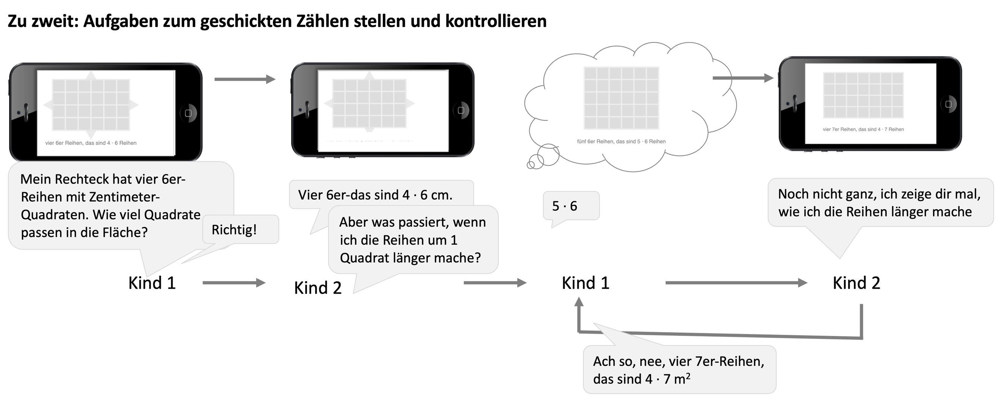 Zu zweit: Aufgaben zum geschickten Zählen stellen und kontrollieren
vier 6er Reihen, das sind 4 · 6 Reihen
fünf 6er Reihen, das sind 5 · 6 Reihen
vier 7er Reihen, das sind 4 · 7 Reihen
Mein Rechteck hat vier 6er-
Reihen mit Zentimeter-
Quadraten. Wie viel Quadrate
passen in die Fläche?
Richtig!
Vier 6er-das sind 4 · 6 cm.
Aber was passiert, wenn
ich die Reihen um 1
Quadrat länger mache?
5 · 6
Noch nicht ganz, ich zeige dir mal,
wie ich die Reihen länger mache
Kind 1
Kind 2
Kind 1
Kind 2
Ach so, nee, vier 7er-Reihen,
das sind 4 · 7 m²